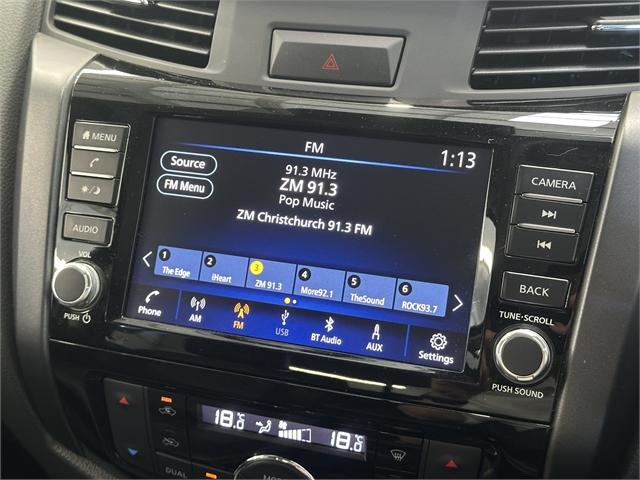 FM
1:13
MENU
Source
FM Menu
91.3 MHz
ZM 91.3
Pop Music
ZM Christchurch 91.3 FM
CAMERA
AUDIO
VOL
PUSH
BACK
TUNE·SCROLL
PUSH SOUND
1 The Edge
2 iHeart
3 ZM 91.3
4 More92.1
5 TheSound
6 ROCK93.7
Phone
AM
FM
USB
BT Audio
AUX
Settings
18.0
18.0
DUAL